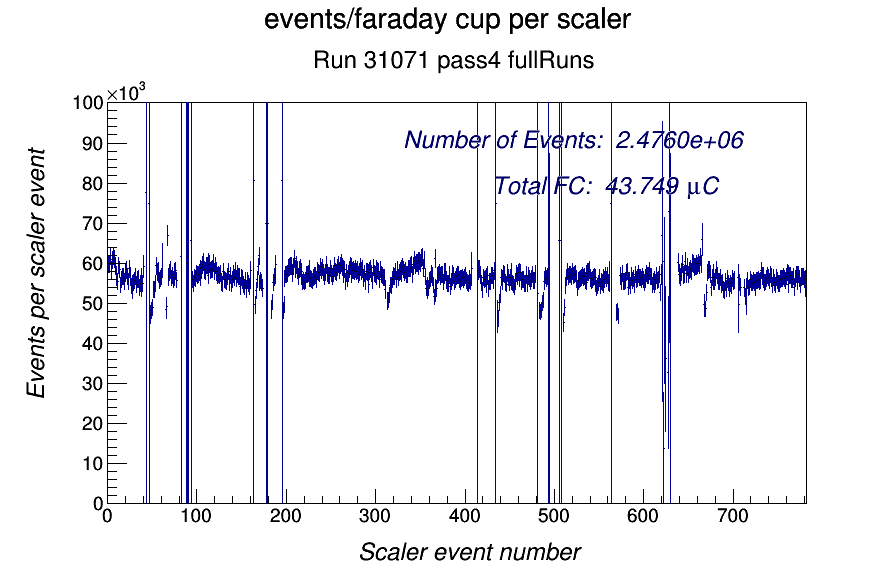 events/faraday cup per scaler
Run 31071 pass4 fullRuns
×10³
100
90
80
70
60
50
40
30
20
10
0
Events per scaler event
Number of Events: 2.4760e+06
Total FC: 43.749 μC
0 100 200 300 400 500 600 700
Scaler event number